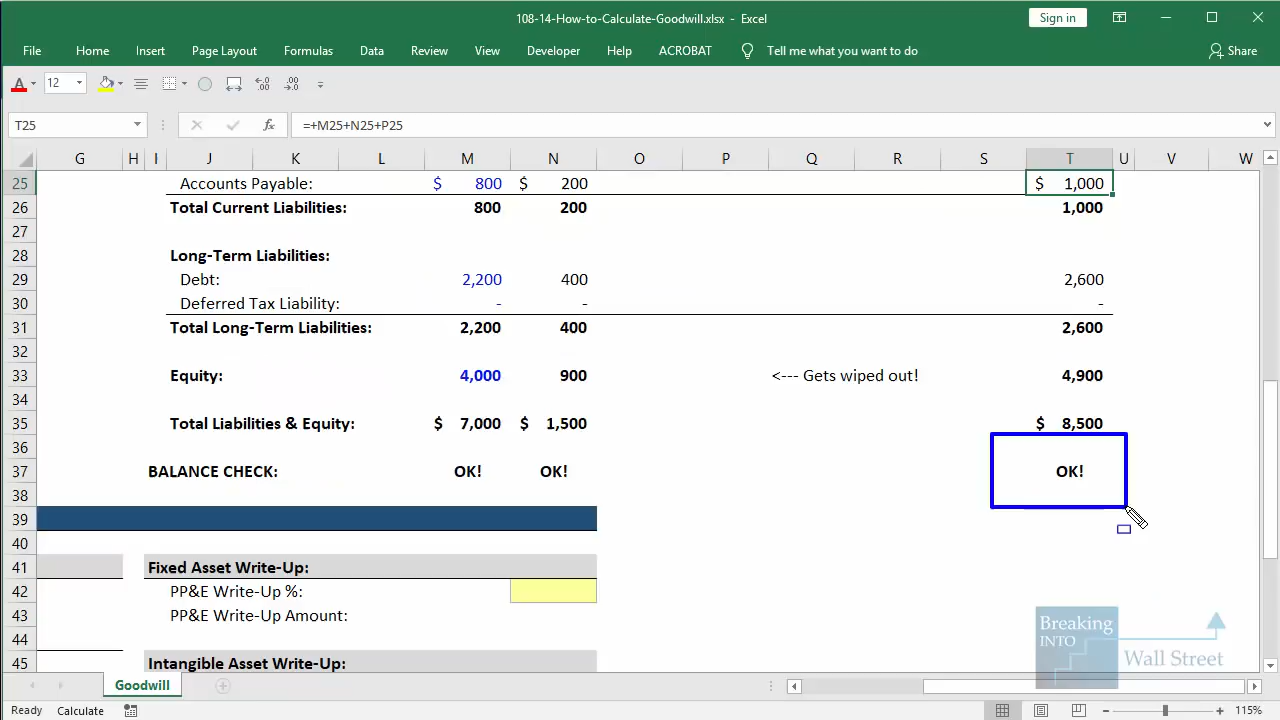 108-14-How-to-Calculate-Goodwill.xlsx - Excel
Sign in
File Home Insert Page Layout Formulas Data Review View Developer Help ACROBAT Tell me what you want to do Share
A 12
T25 fx =+M25+N25+P25
G H I J K L M N O P Q R S T U V W
25 Accounts Payable: $ 800 $ 200 $ 1,000
26 Total Current Liabilities: 800 200 1,000
27
28 Long-Term Liabilities:
29 Debt: 2,200 400 2,600
30 Deferred Tax Liability: - - -
31 Total Long-Term Liabilities: 2,200 400 2,600
32
33 Equity: 4,000 900 <--- Gets wiped out! 4,900
34
35 Total Liabilities & Equity: $ 7,000 $ 1,500 $ 8,500
36
37 BALANCE CHECK: OK! OK! OK!
38
39
40
41 Fixed Asset Write-Up:
42 PP&E Write-Up %:
43 PP&E Write-Up Amount:
44
45 Intangible Asset Write-Up:
Breaking
INTO
Wall Street
Goodwill
Ready Calculate 115%